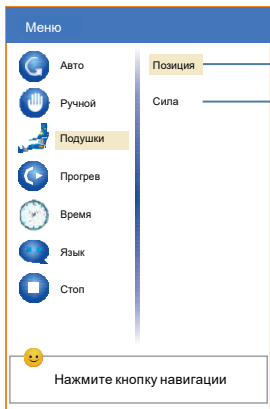 Меню
Авто
Ручной
Подушки
Прогрев
Время
Язык
Стоп
Позиция
Сила
Нажмите кнопку навигации